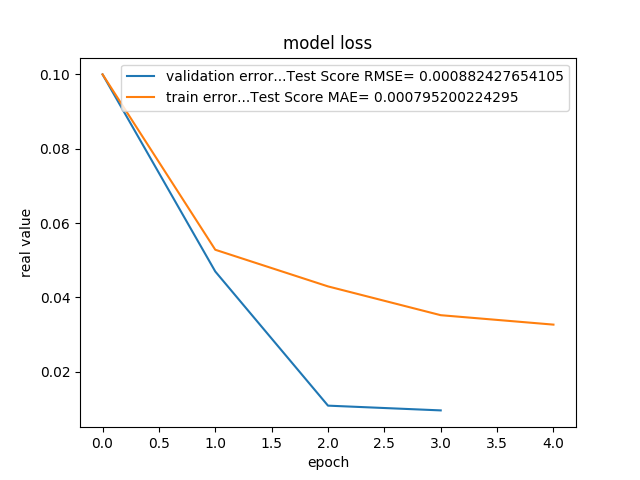 model loss
validation error...Test Score RMSE= 0.000882427654105
train error...Test Score MAE= 0.000795200224295
real value
0.10
0.08
0.06
0.04
0.02
0.0 0.5 1.0 1.5 2.0 2.5 3.0 3.5 4.0
epoch